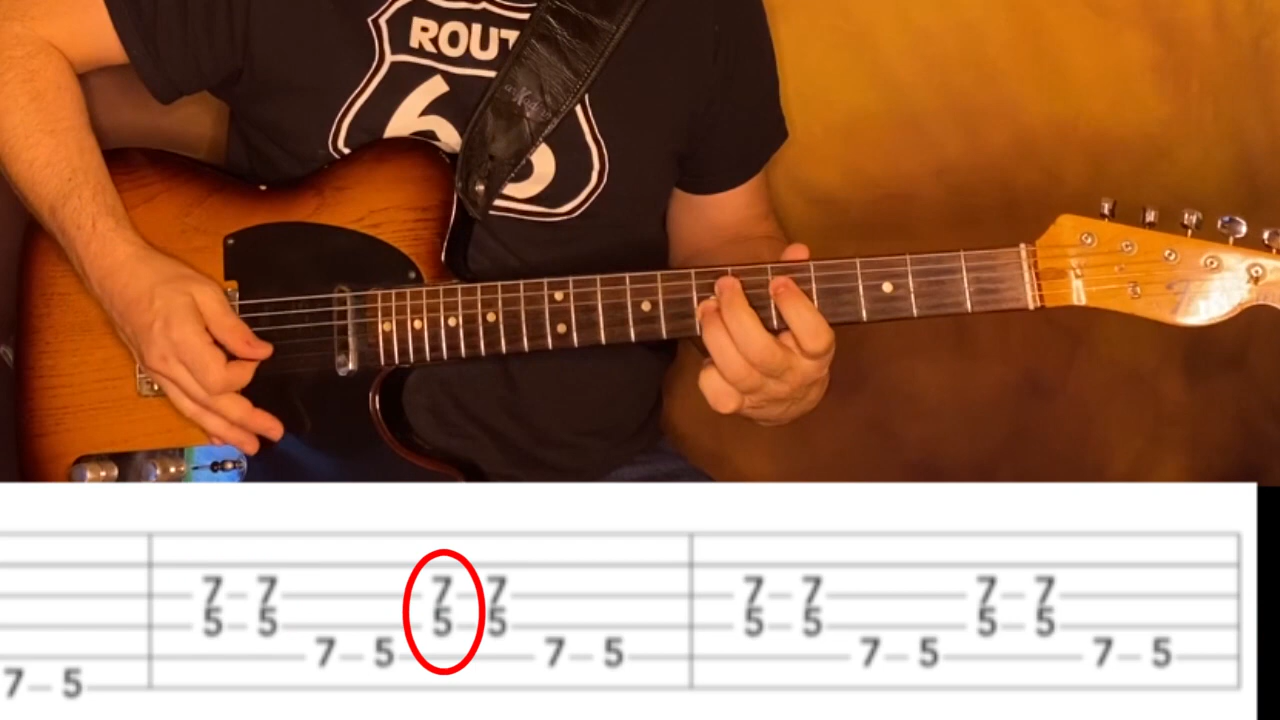 ROUT
66
7 7 7 7 7 7 7 7
5 5 5 5 5 5 5 5
7 5 7 5 7 5 7 5
7 5